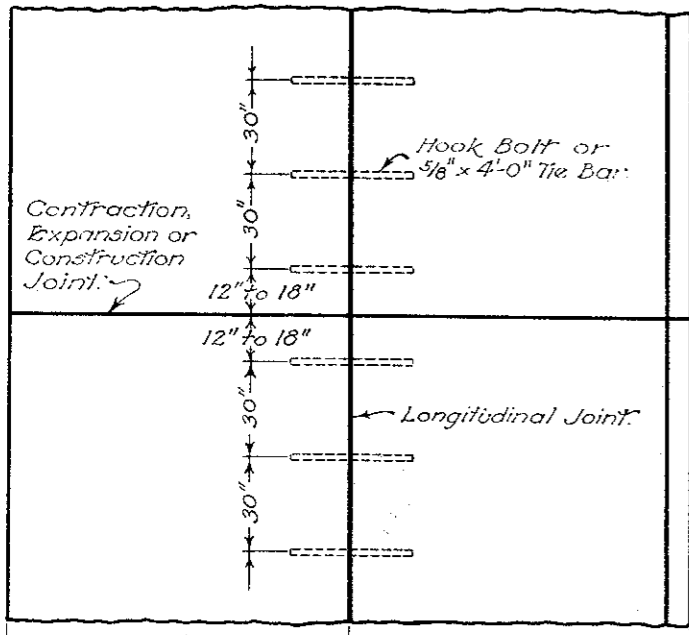 30"
Hook Bolt or
5/8" x 4'-0" Tie Bar.
30"
Contraction,
Expansion or
Construction
Joint.
12" to 18"
12" to 18"
30"
Longitudinal Joint.
30"